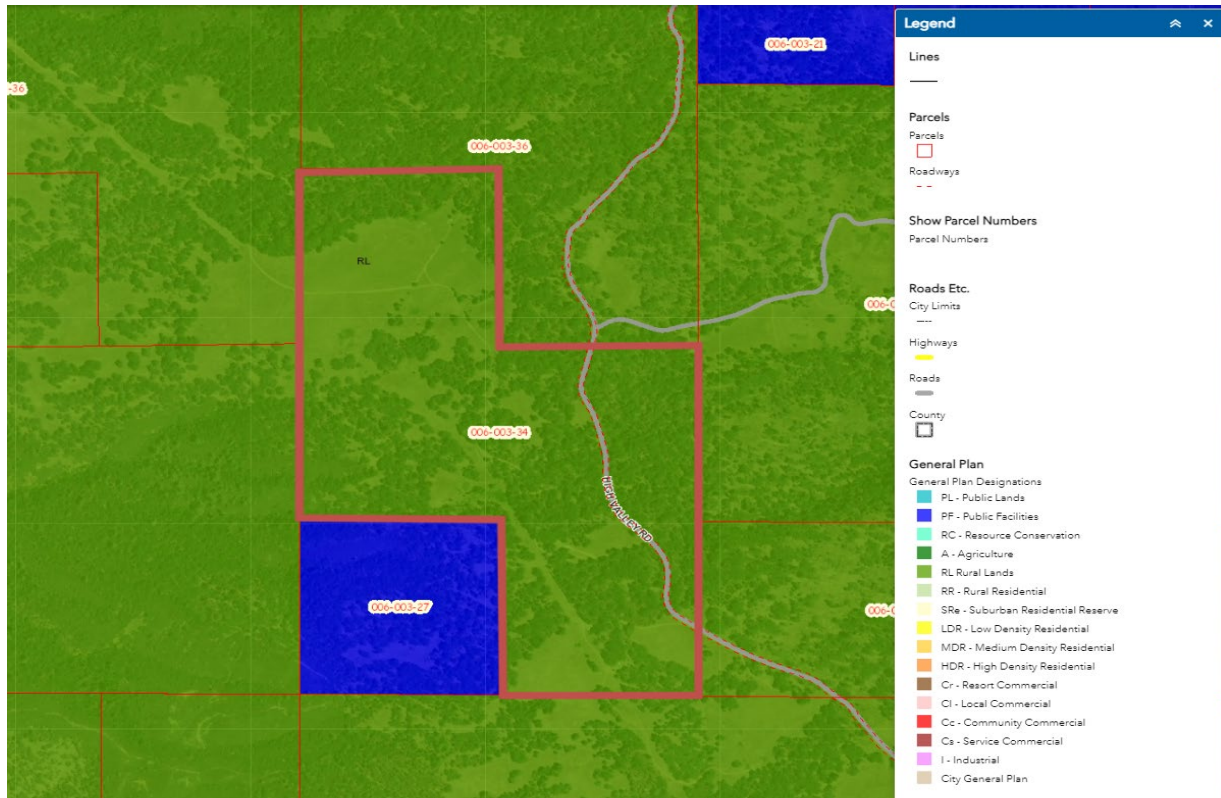 006-003-21
-36
006-003-36
RL
006-0
006-003-34
HIGH VALLEY RD
006-003-27
006-0
Legend
Lines
Parcels
Parcels
Roadways
Show Parcel Numbers
Parcel Numbers
Roads Etc.
City Limits
Highways
Roads
County
General Plan
General Plan Designations
PL - Public Lands
PF - Public Facilities
RC - Resource Conservation
A - Agriculture
RL Rural Lands
RR - Rural Residential
SRe - Suburban Residential Reserve
LDR - Low Density Residential
MDR - Medium Density Residential
HDR - High Density Residential
Cr - Resort Commercial
Cl - Local Commercial
Cc - Community Commercial
Cs - Service Commercial
I - Industrial
City General Plan